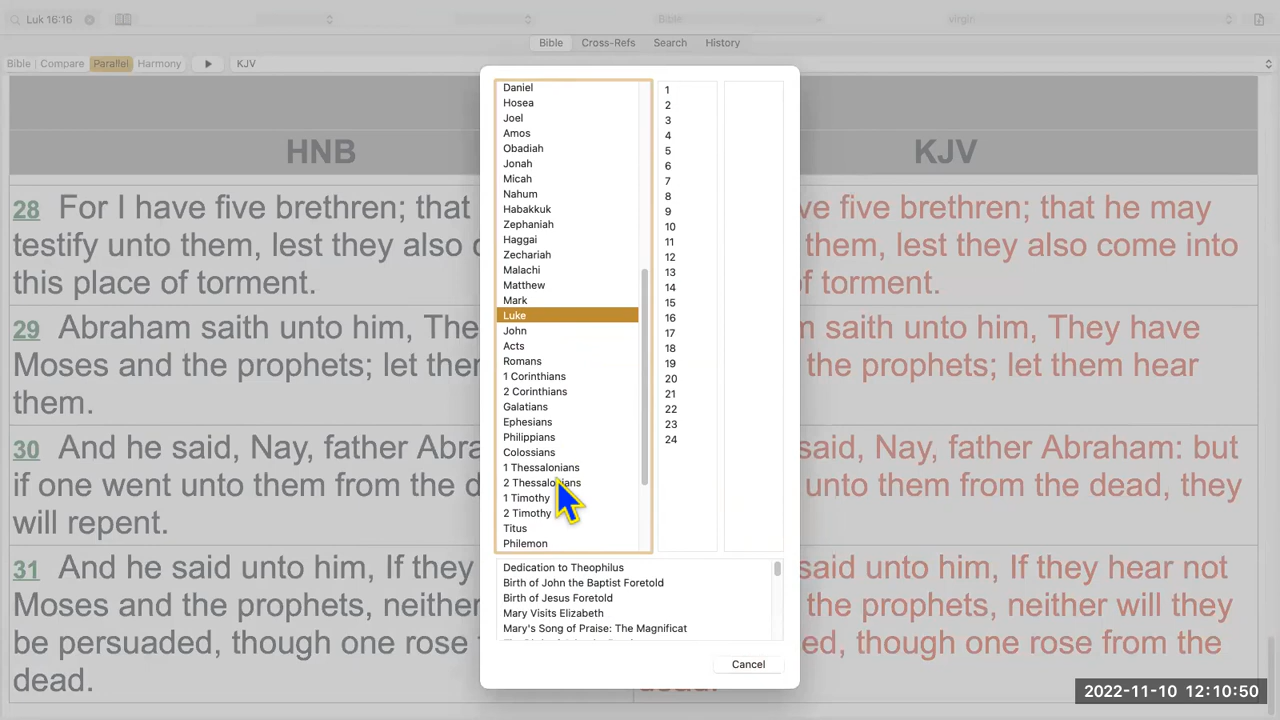 Luk 16:16
Bible
virgin
Bible Cross-Refs Search History
Bible Compare Parallel Harmony
KJV
HNB
KJV
28 For I have five brethren; that
testify unto them, lest they also
this place of torment.
29 Abraham saith unto him,
Moses and the prophets; let
them.
30 And he said, Nay, father
if one went unto them from the
will repent.
31 And he said unto him, If they
Moses and the prophets, neither
be persuaded, though one rose
dead.
Daniel
Hosea
Joel
Amos
Obadiah
Jonah
Micah
Nahum
Habakkuk
Zephaniah
Haggai
Zechariah
Malachi
Matthew
Mark
Luke
John
Acts
Romans
1 Corinthians
2 Corinthians
Galatians
Ephesians
Philippians
Colossians
1 Thessalonians
2 Thessalonians
1 Timothy
2 Timothy
Titus
Philemon
1
2
3
4
5
6
7
8
9
10
11
12
13
14
15
16
17
18
19
20
21
22
23
24
Dedication to Theophilus
Birth of John the Baptist Foretold
Birth of Jesus Foretold
Mary Visits Elizabeth
Mary's Song of Praise: The Magnificat
Cancel
five brethren; that he may
them, lest they also come into
of torment.
saith unto him, They have
the prophets; let them hear
said, Nay, father Abraham: but
unto them from the dead, they
said unto him, If they hear not
the prophets, neither will they
though one rose from the
2022-11-10 12:10:50